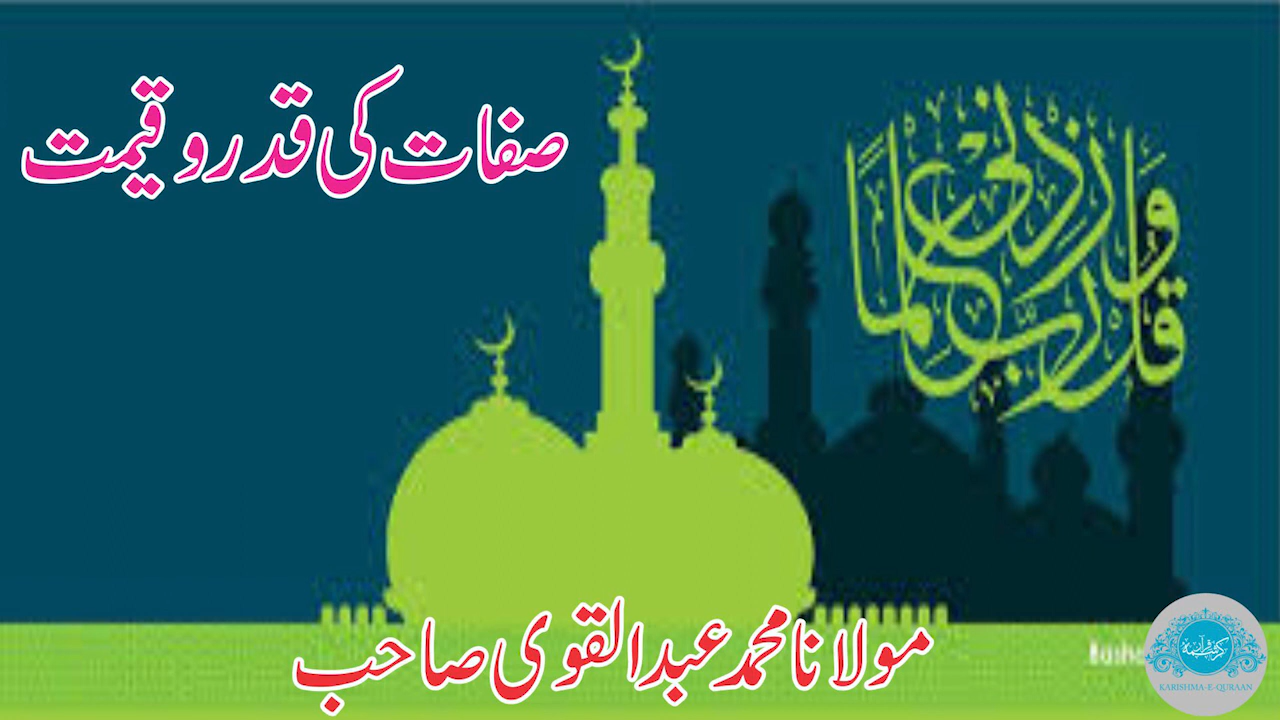 صفات کی قدر و قیمت
وقل رب زدنی علما
مولانا محمد عبدالقوی صاحب
KARISHMA-E-QURAAN